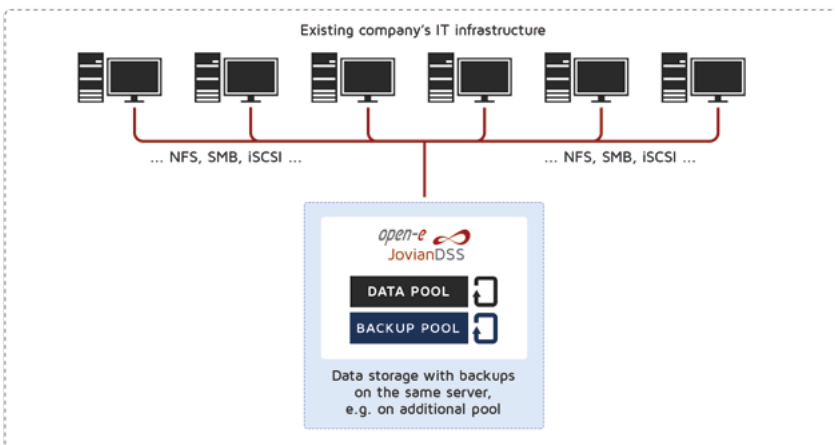 Existing company's IT infrastructure
... NFS, SMB, iSCSI ...
... NFS, SMB, iSCSI ...
open-e
JovianDSS
DATA POOL
BACKUP POOL
Data storage with backups
on the same server,
e.g. on additional pool